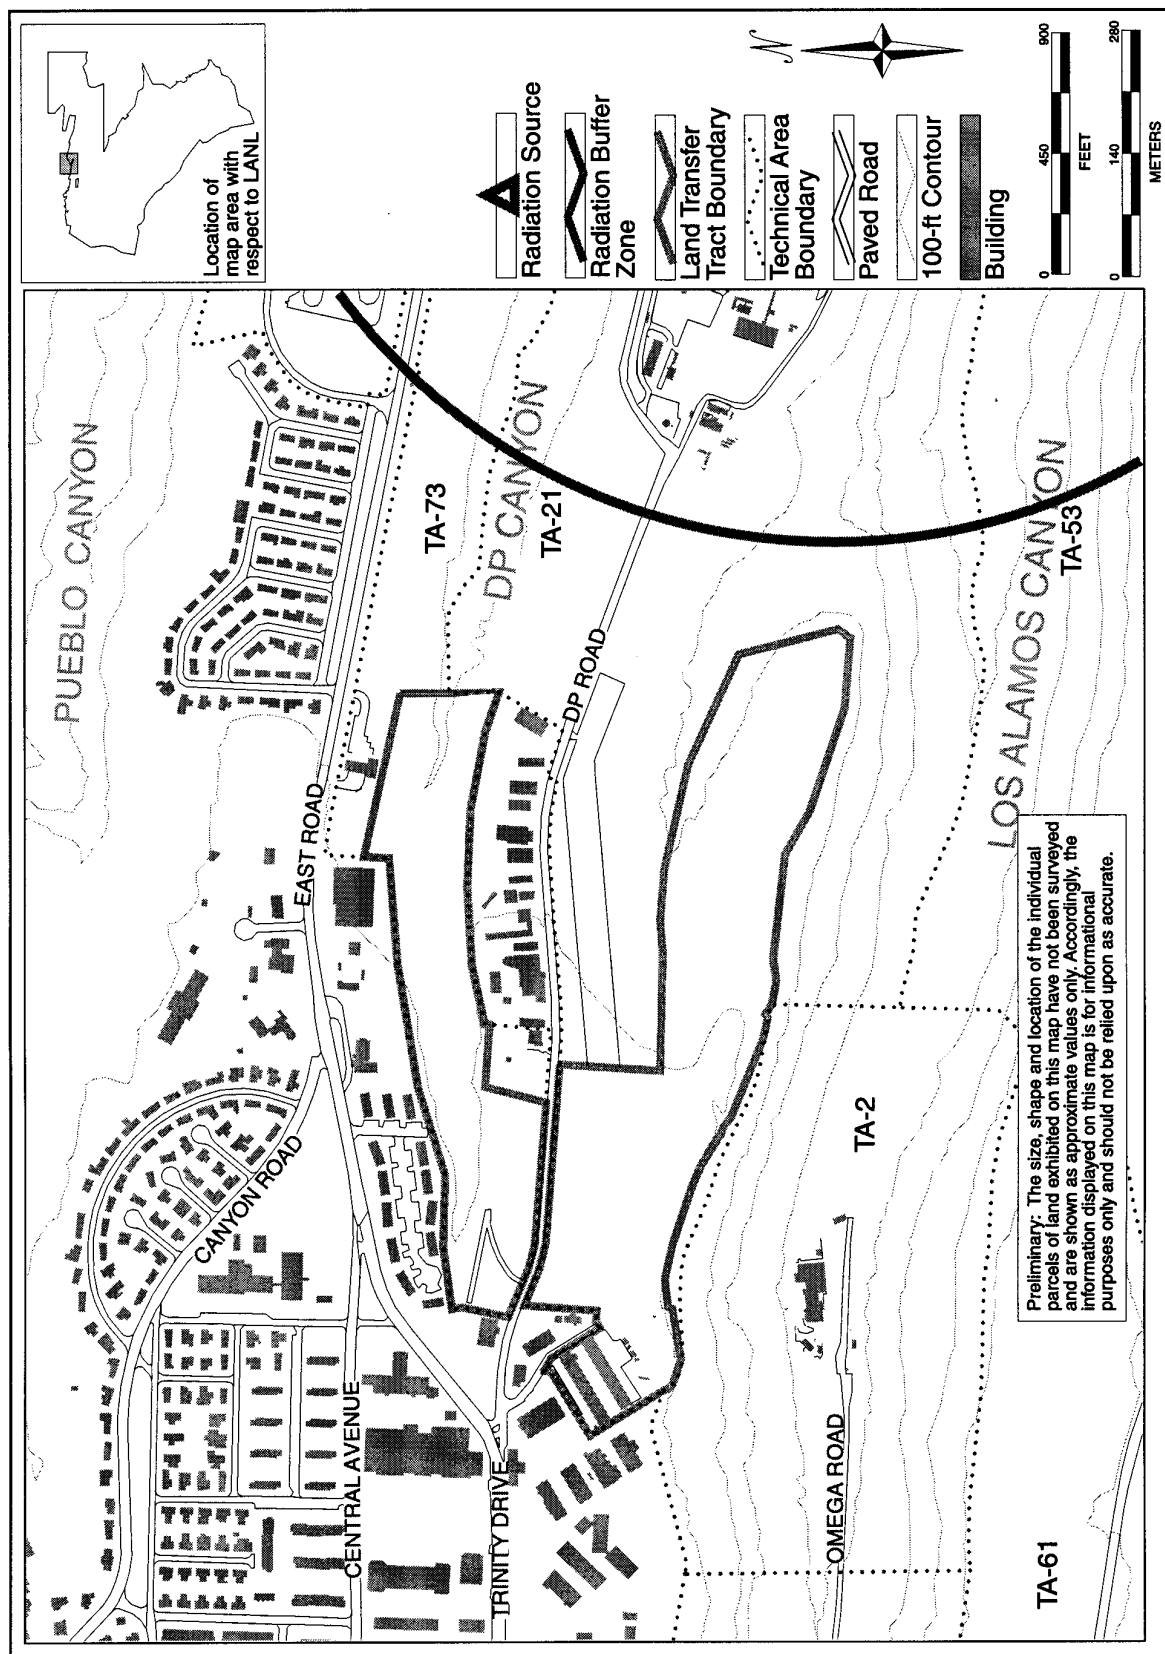 Location of
map area with
respect to LANL
N
Radiation Source
Radiation Buffer
Zone
Land Transfer
Tract Boundary
Technical Area
Boundary
Paved Road
100-ft Contour
Building
0 450 900
FEET
0 140 280
METERS
PUEBLO CANYON
EAST ROAD
CANYON ROAD
CENTRAL AVENUE
TRINITY DRIVE
TA-73
DP CANYON
TA-21
DP ROAD
LOS ALAMOS CANYON
TA-53
TA-2
OMEGA ROAD
TA-61
Preliminary: The size, shape and location of the individual
parcels of land exhibited on this map have not been surveyed
and are shown as approximate values only. Accordingly, the
information displayed on this map is for informational
purposes only and should not be relied upon as accurate.